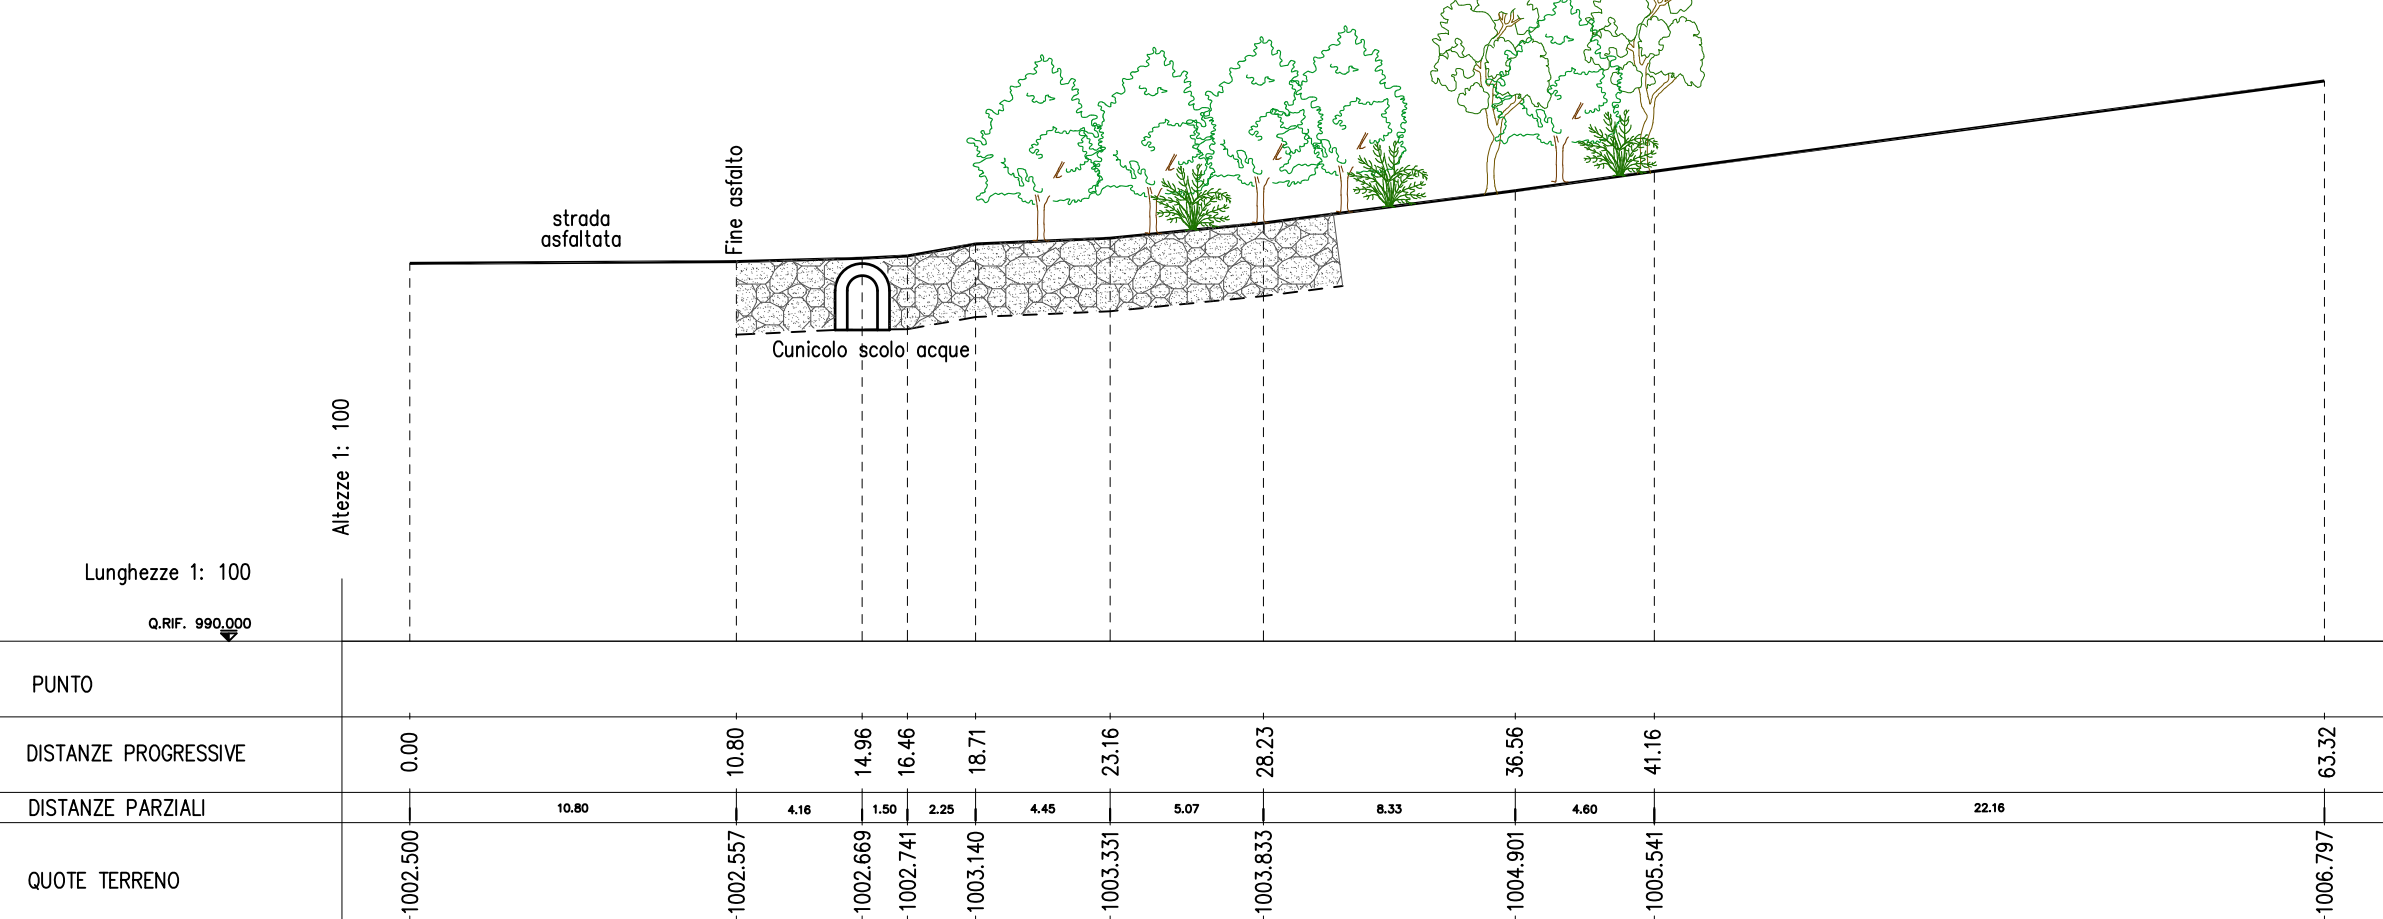 Fine asfalto
strada
asfaltata
Cunicolo scolo acque
Altezze 1: 100
Lunghezze 1: 100
Q.RIF. 990.000
PUNTO
DISTANZE PROGRESSIVE 0.00 10.80 14.96 16.46 18.71 23.16 28.23 36.56 41.16 63.32
DISTANZE PARZIALI 10.80 4.16 1.50 2.25 4.45 5.07 8.33 4.60 22.16
QUOTE TERRENO 1002.500 1002.557 1002.669 1002.741 1003.140 1003.331 1003.833 1004.901 1005.541 1006.797